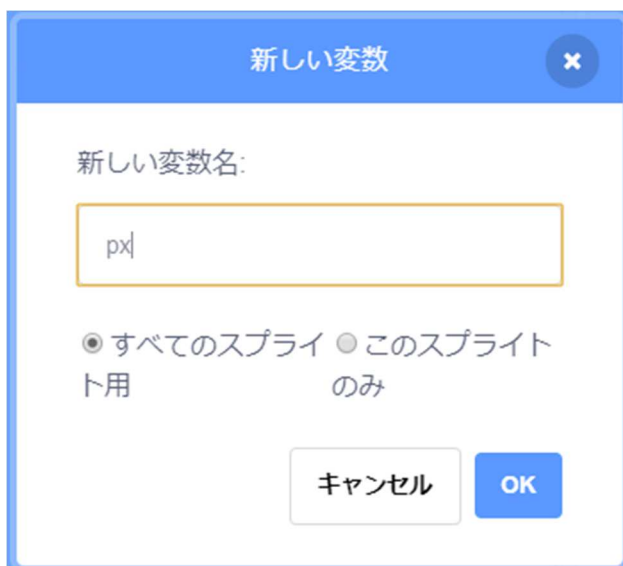 新しい変数
新しい変数名:
px
すべてのスプライ このスプライト
ト用 のみ
キャンセル OK